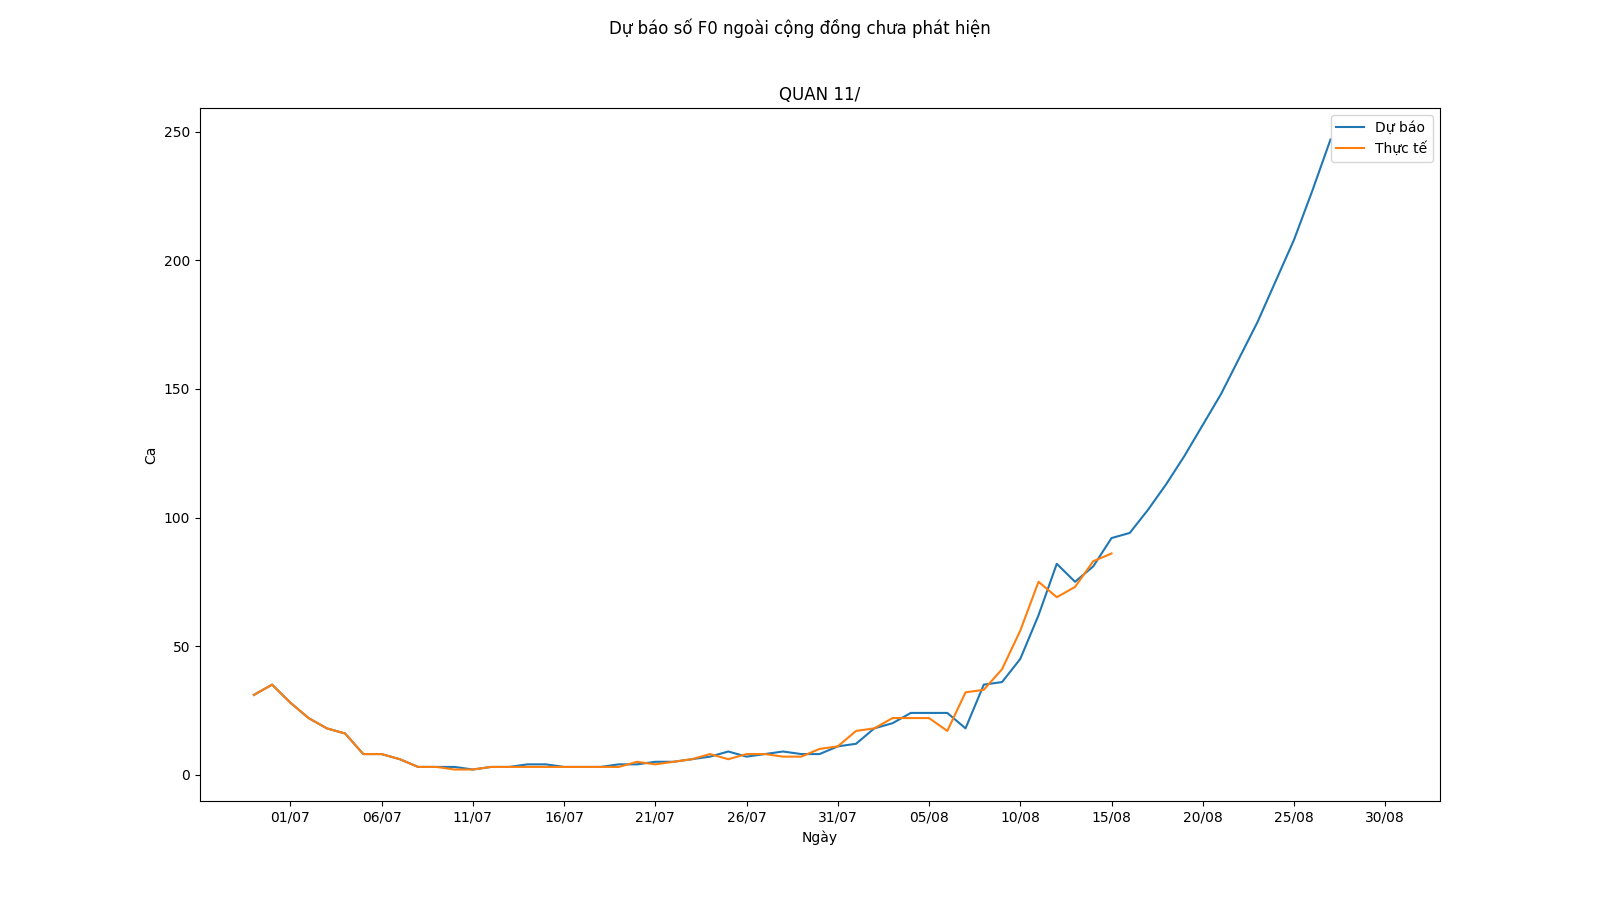 Dự báo số F0 ngoài cộng đồng chưa phát hiện
QUAN 11/
Dự báo
Thực tế
250
200
150
100
50
0
Ca
01/07 06/07 11/07 16/07 21/07 26/07 31/07 05/08 10/08 15/08 20/08 25/08 30/08
Ngày